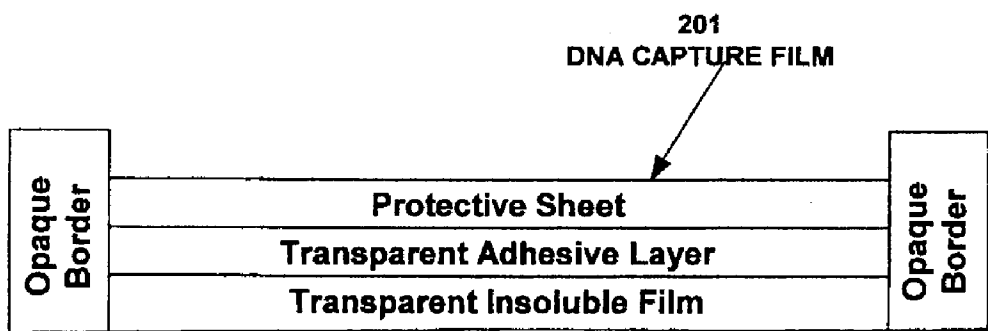 201
DNA CAPTURE FILM
Opaque
Border
Protective Sheet
Transparent Adhesive Layer
Transparent Insoluble Film
Opaque
Border